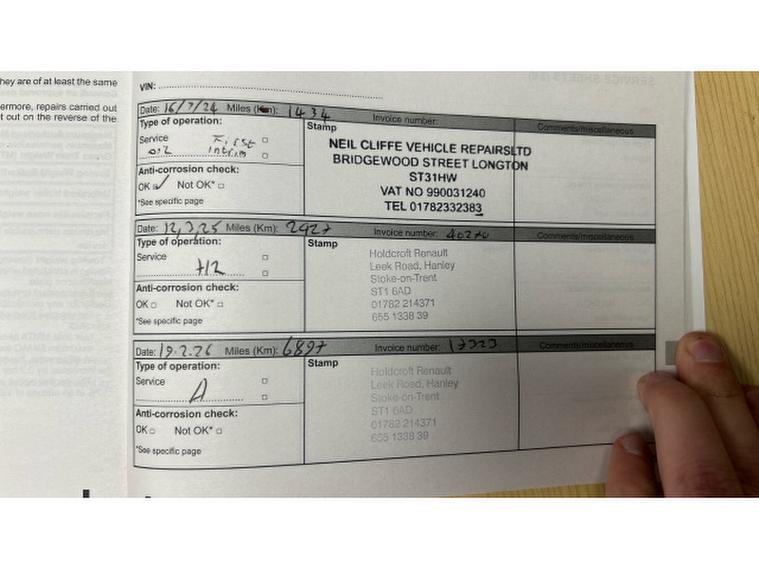 they are of at least the same
ermore, repairs carried out
t out on the reverse of the
VIN:
Date: 16/7/24 Miles (Km): 1434 Invoice number: Comments/miscellaneous
Type of operation:
Stamp
Service First
oil Intrim
Anti-corrosion check:
OK Not OK*
*See specific page
NEIL CLIFFE VEHICLE REPAIRSLTD
BRIDGEWOOD STREET LONGTON
ST31HW
VAT NO 990031240
TEL 01782332383
Date: 12,3,25 Miles (Km): 2927 Invoice number: 40270 Comments/miscellaneous
Type of operation:
Stamp
Service
Anti-corrosion check:
OK Not OK*
*See specific page
Holdcroft Renault
Leek Road, Hanley
Stoke-on-Trent
ST1 6AD
01782 214371
655 1338 39
Date: 19.2.26 Miles (Km): 6897 Invoice number: Comments/miscellaneous
Type of operation:
Stamp
Service
A
Anti-corrosion check:
OK Not OK*
*See specific page
Holdcroft Renault
Leek Road, Hanley
Stoke-on-Trent
ST1 6AD
01782 214371
655 1338 39